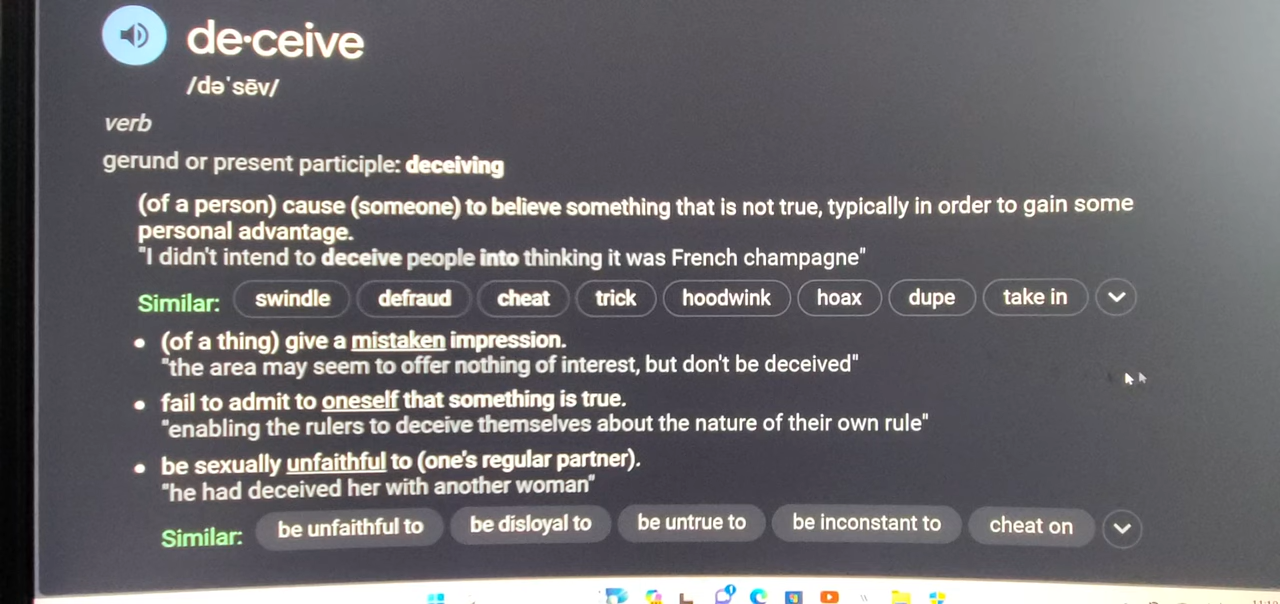 de·ceive
/dəˈsēv/
verb
gerund or present participle: deceiving
(of a person) cause (someone) to believe something that is not true, typically in order to gain some
personal advantage.
"I didn't intend to deceive people into thinking it was French champagne"
Similar: swindle defraud cheat trick hoodwink hoax dupe take in
• (of a thing) give a mistaken impression.
"the area may seem to offer nothing of interest, but don't be deceived"
• fail to admit to oneself that something is true.
"enabling the rulers to deceive themselves about the nature of their own rule"
• be sexually unfaithful to (one's regular partner).
"he had deceived her with another woman"
Similar: be unfaithful to be disloyal to be untrue to be inconstant to cheat on